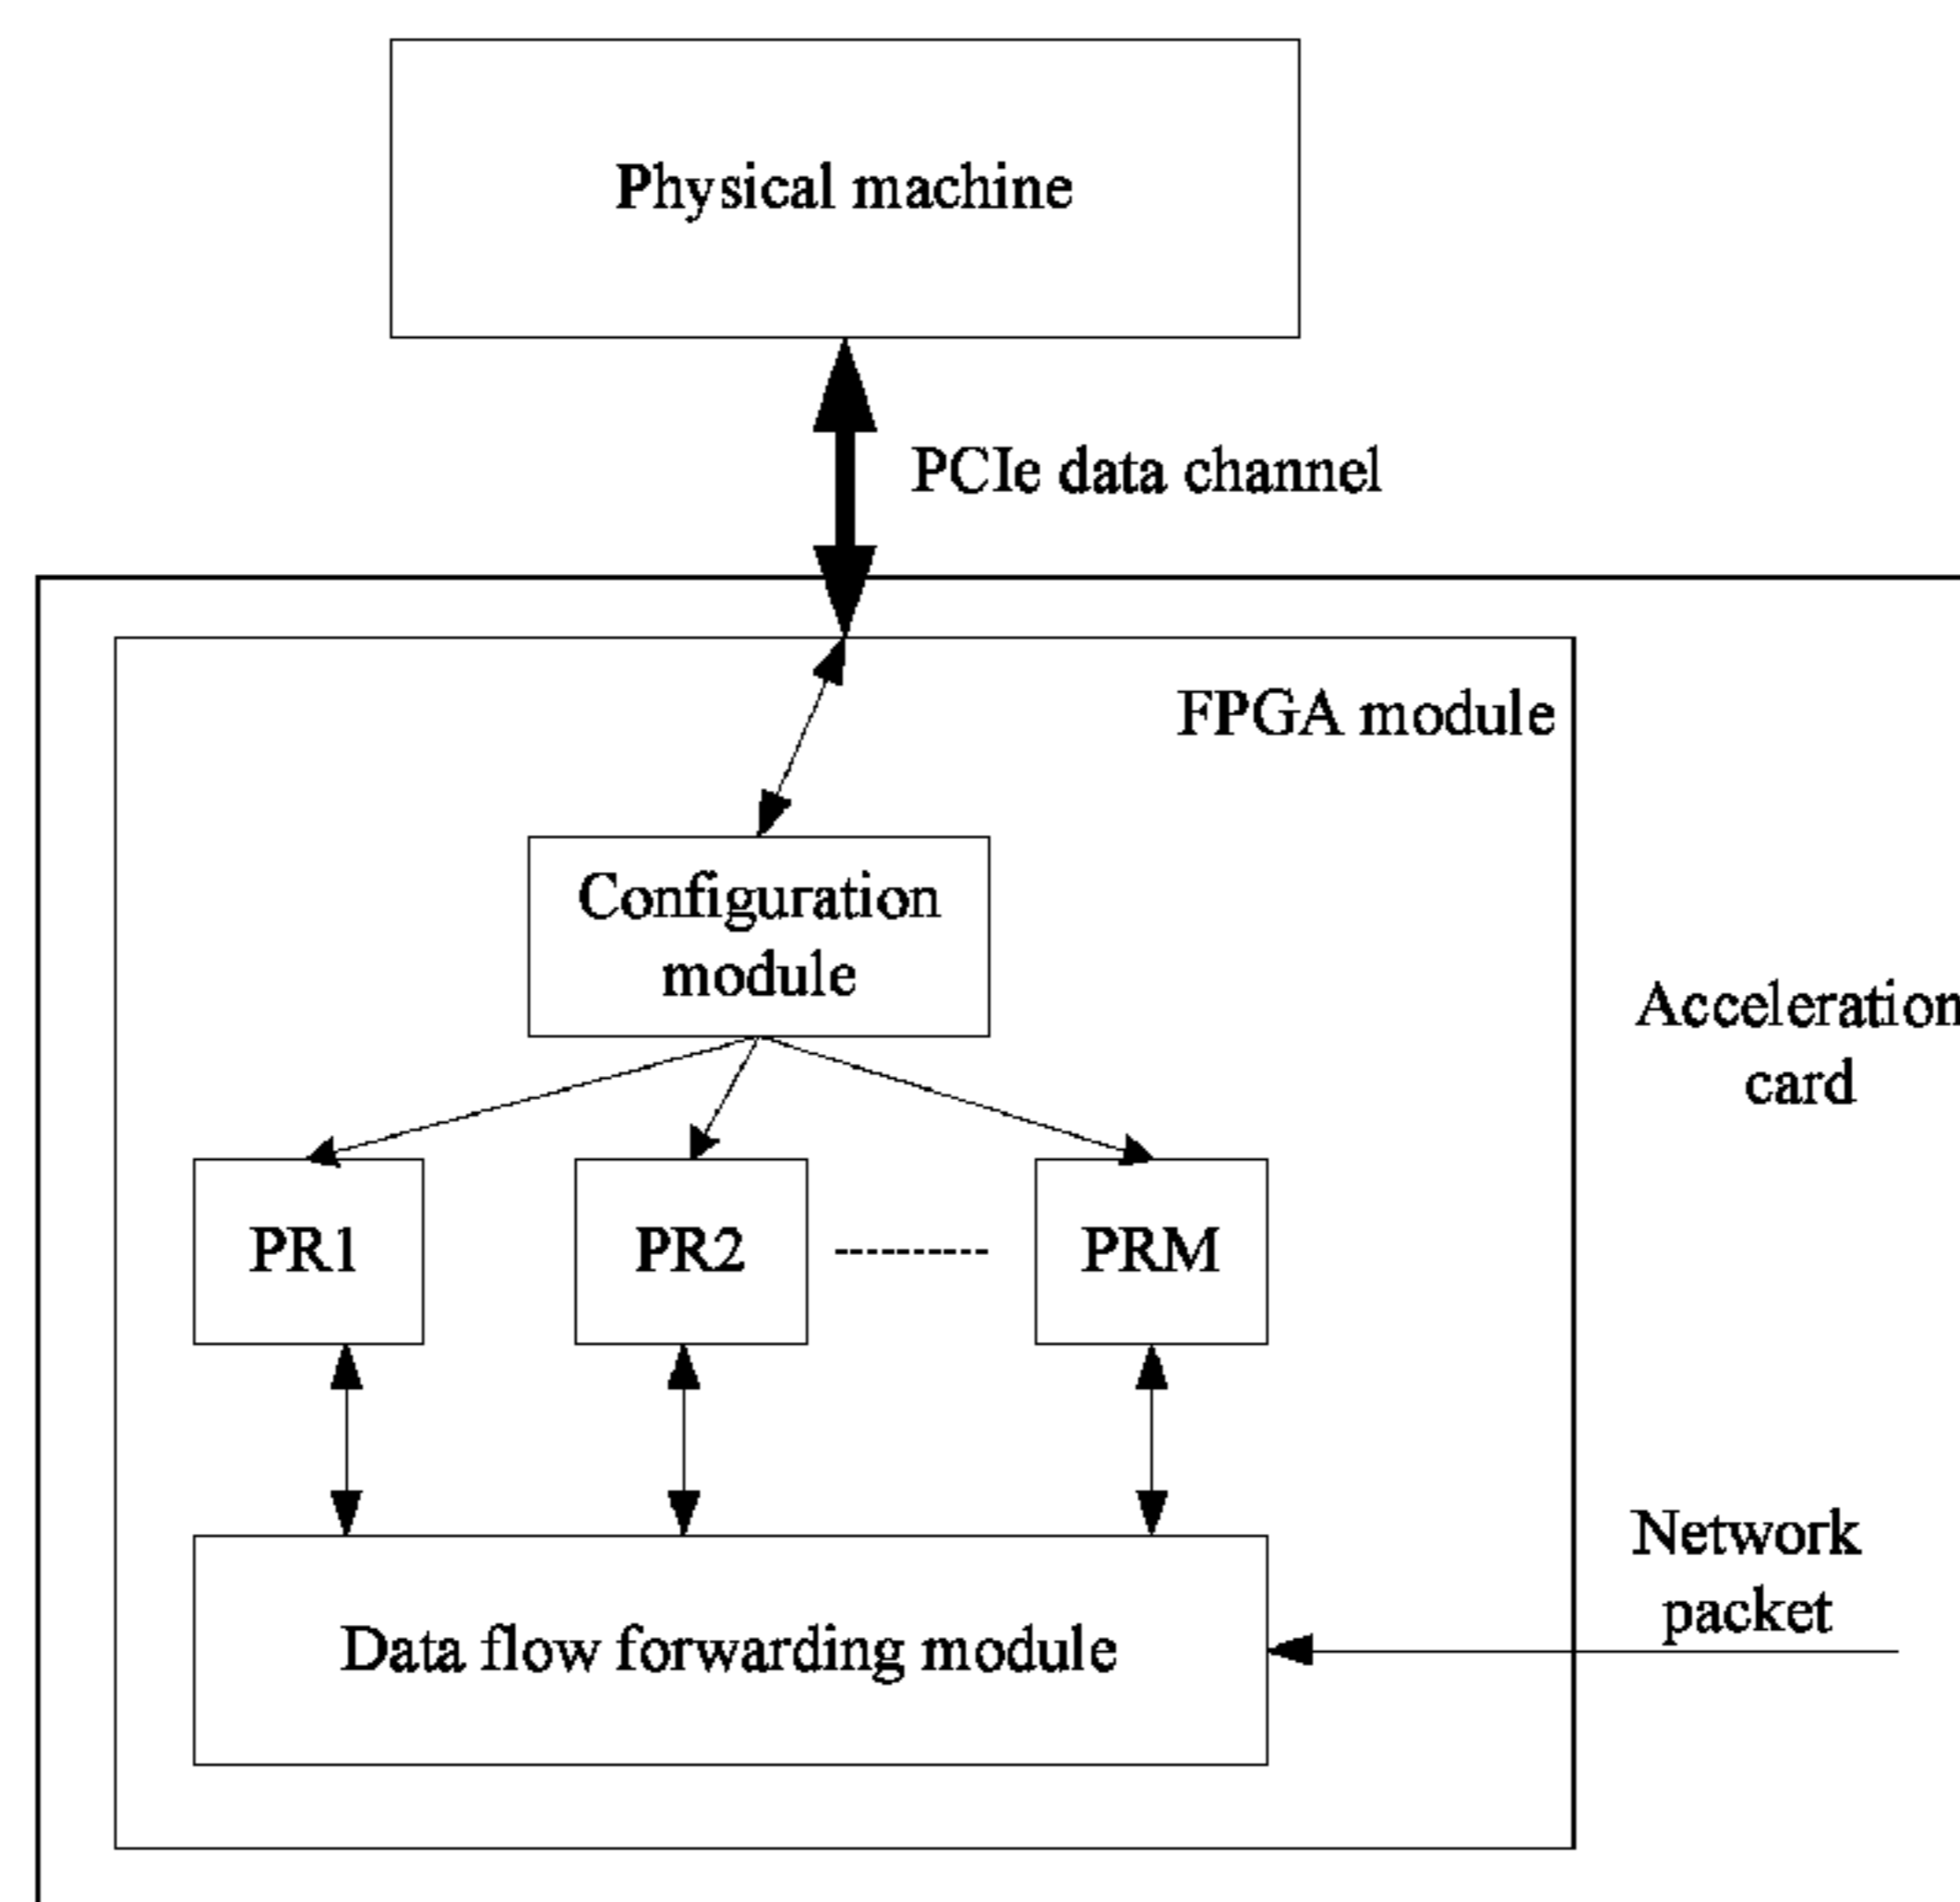 Physical machine
PCIe data channel
FPGA module
Configuration
module
Acceleration
card
PR1
PR2
PRM
Network
packet
Data flow forwarding module